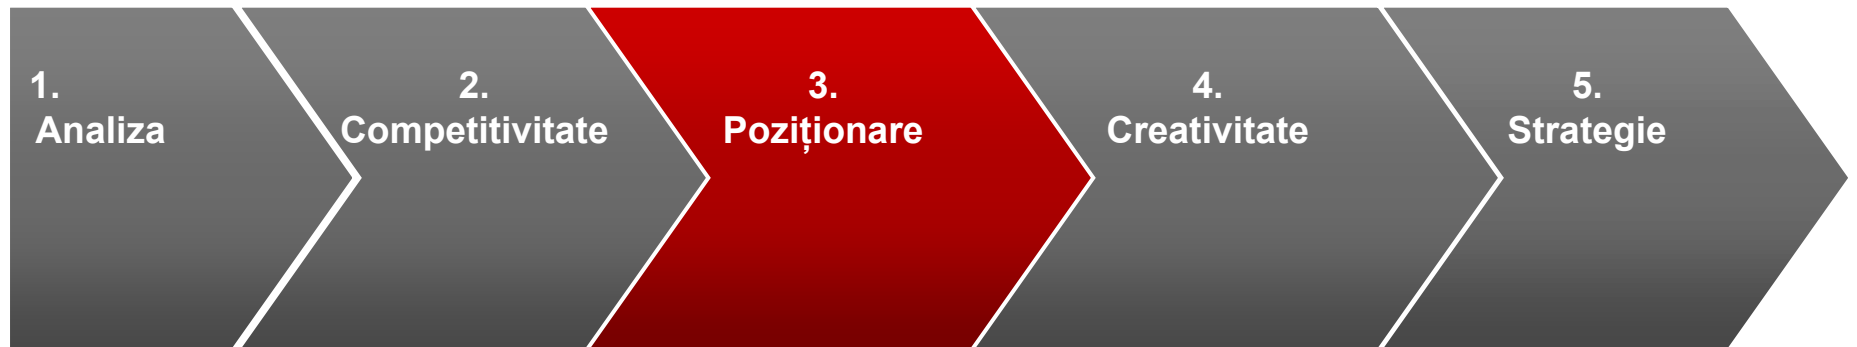 1.
Analiza
2.
Competitivitate
3.
Poziționare
4.
Creativitate
5.
Strategie